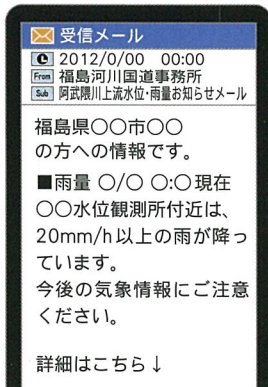 受信メール
2012/0/00 00:00
From 福島河川国道事務所
Sub 阿武隈川上流水位・雨量お知らせメール
福島県○○市○○
の方への情報です。
■雨量 ○/○ ○:○現在
○○水位観測所付近は、
20mm/h以上の雨が降っ
ています。
今後の気象情報にご注意
ください。
詳細はこちら↓